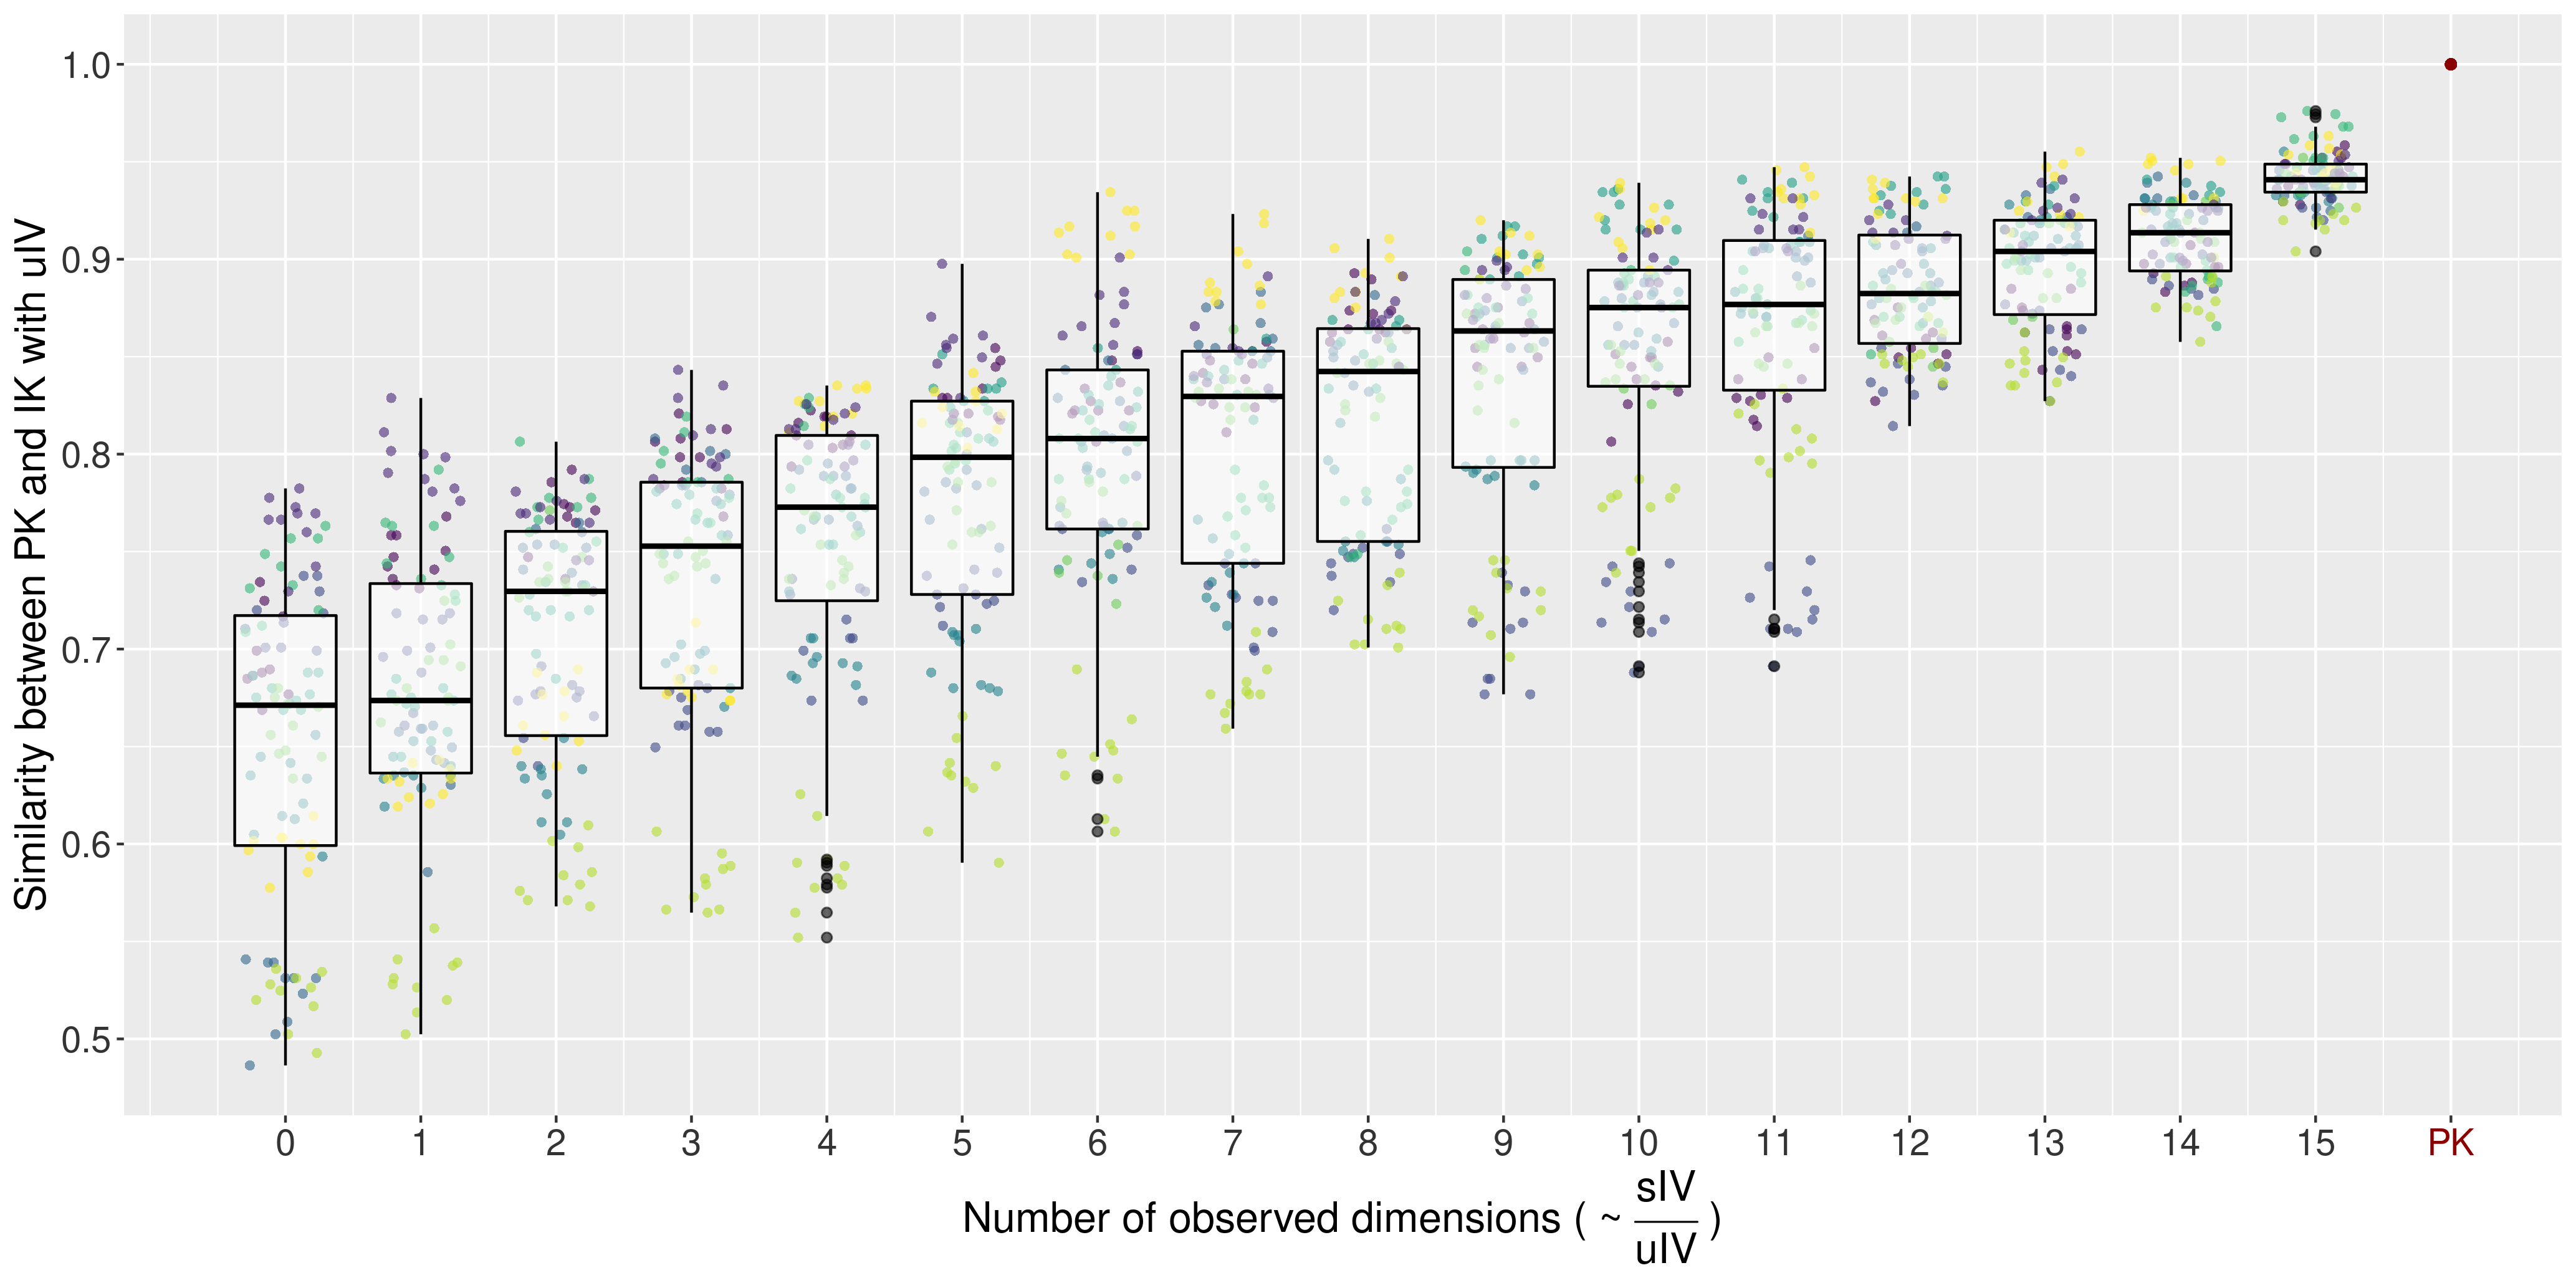 Similarity between PK and IK with uIV
1.0
0.9
0.8
0.7
0.6
0.5
0 1 2 3 4 5 6 7 8 9 10 11 12 13 14 15 PK
Number of observed dimensions ( ~ sIV / uIV )